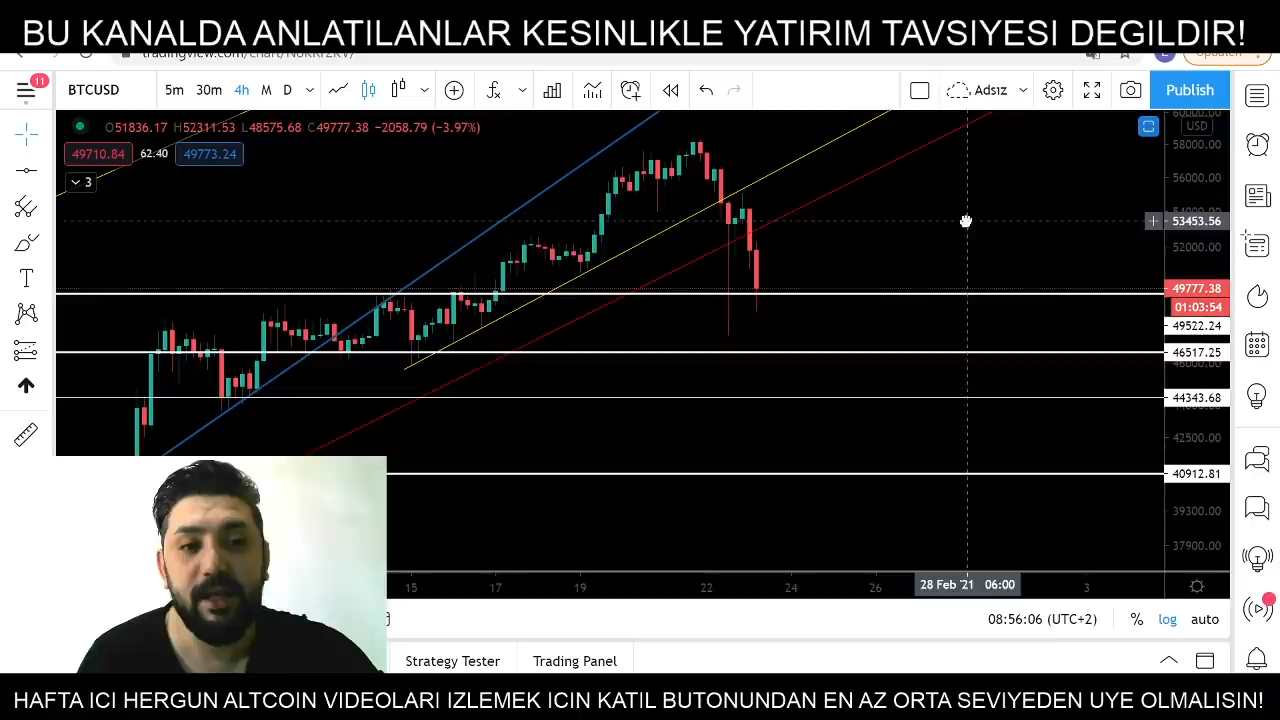 BU KANALDA ANLATILANLAR KESINLIKLE YATIRIM TAVSIYESI DEGILDIR!
11
BTCUSD
5m 30m 4h M D
Adsız
Publish
O51836.17 H52311.53 L48575.68 C49777.38 −2058.79 (−3.97%)
USD
49710.84 62.40 49773.24
3
58000.00
56000.00
53453.56
52000.00
49777.38
01:03:54
49522.24
46517.25
44343.68
42500.00
40912.81
39300.00
37900.00
15 17 19 22 24 26 28 Feb '21 06:00 3
08:56:06 (UTC+2) % log auto
Strategy Tester Trading Panel
HAFTA ICI HERGUN ALTCOIN VIDEOLARI IZLEMEK ICIN KATIL BUTONUNDAN EN AZ ORTA SEVIYEDEN UYE OLMALISIN!